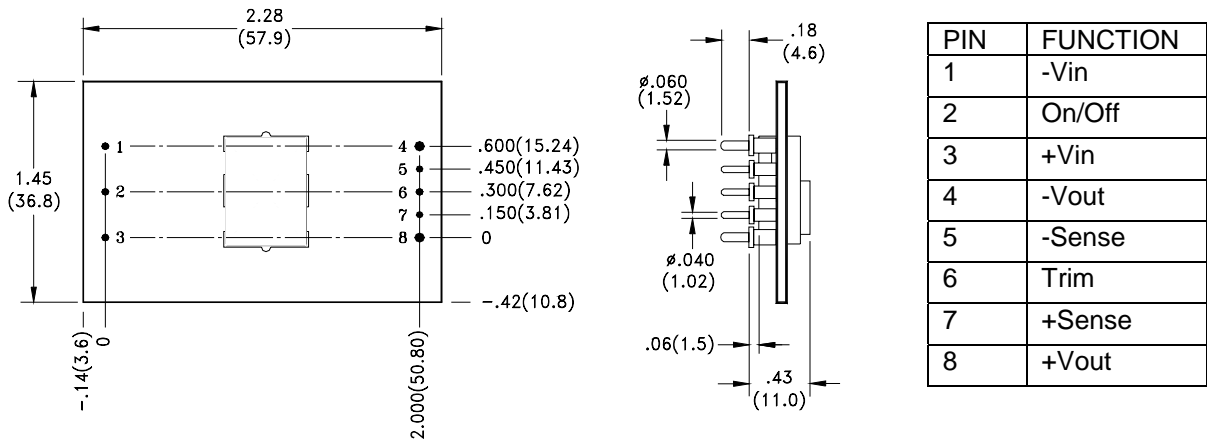 2.28
(57.9)
1.45
(36.8)
1
2
3
4
5
6
7
8
.600(15.24)
.450(11.43)
.300(7.62)
.150(3.81)
0
-.42(10.8)
-.14(3.6)
0
2.000(50.80)
.18
(4.6)
ø.060
(1.52)
ø.040
(1.02)
.06(1.5)
.43
(11.0)
PIN FUNCTION
1 -Vin
2 On/Off
3 +Vin
4 -Vout
5 -Sense
6 Trim
7 +Sense
8 +Vout